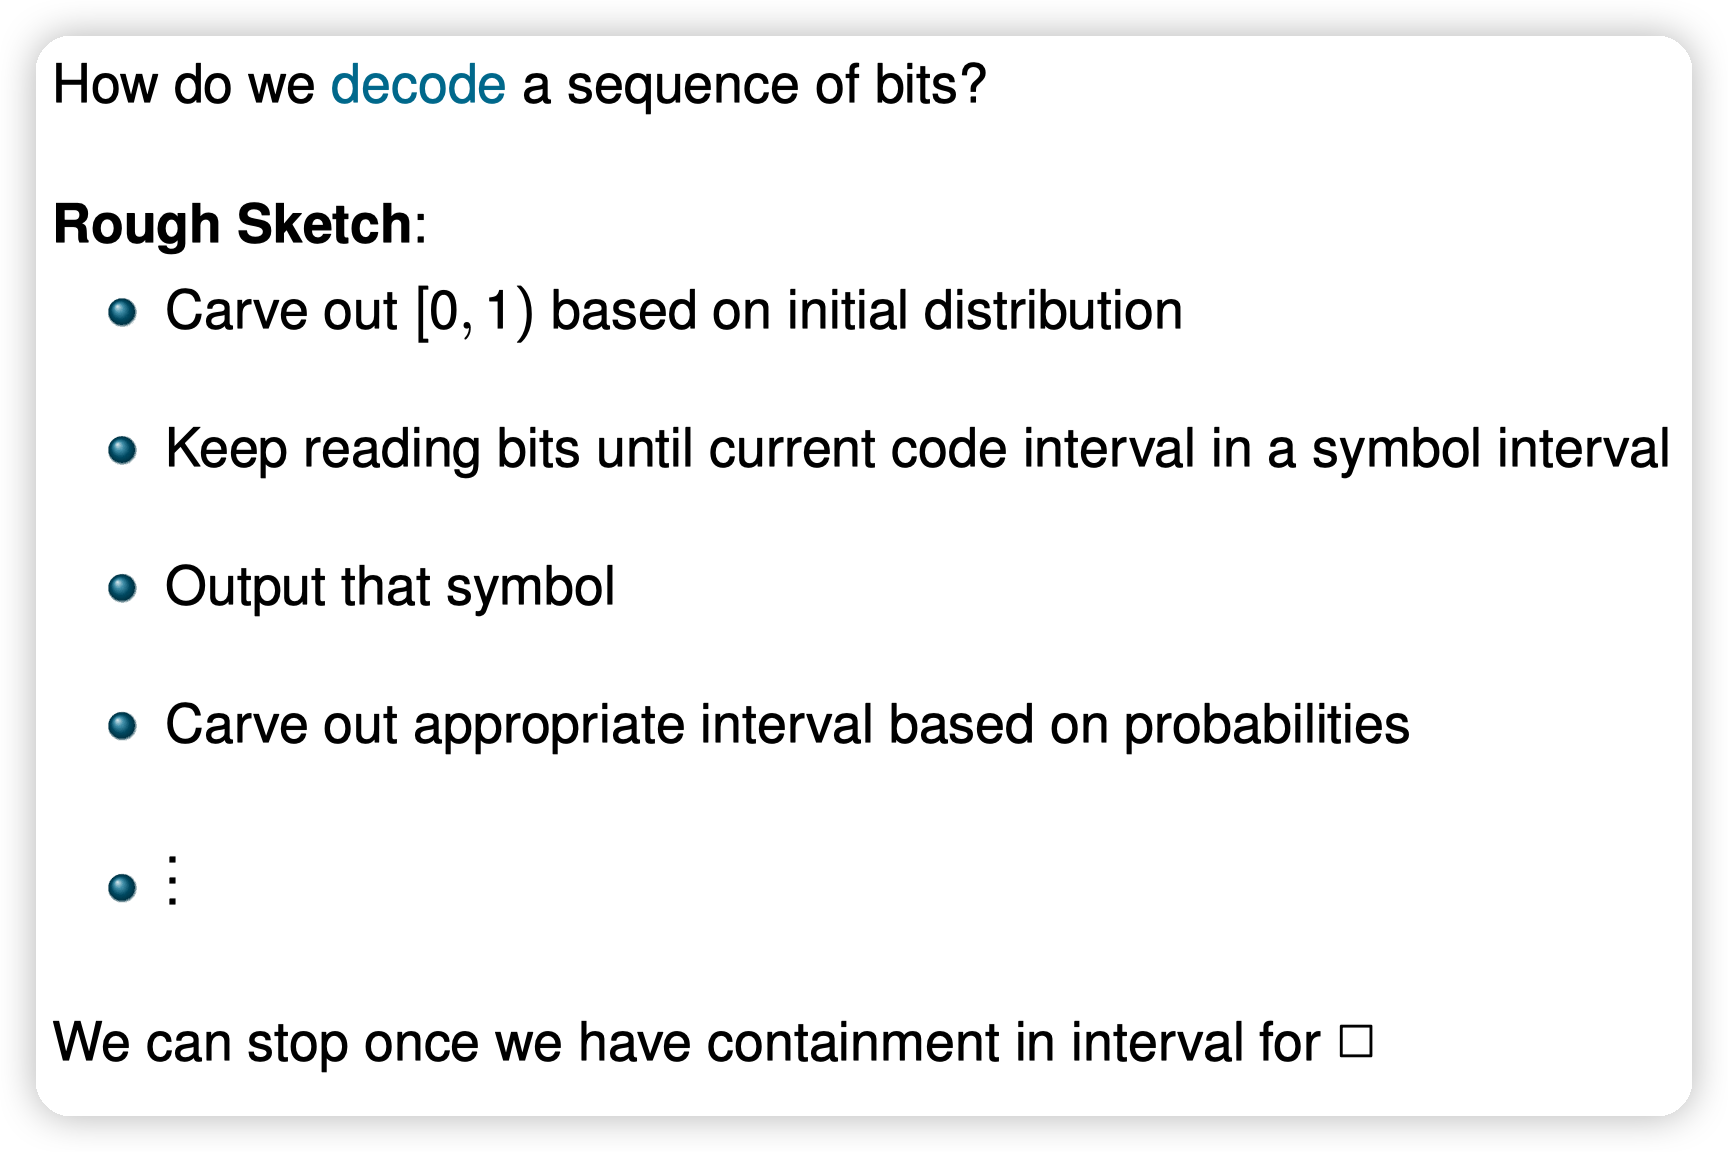 How do we decode a sequence of bits?
Rough Sketch:
Carve out [0, 1) based on initial distribution
Keep reading bits until current code interval in a symbol interval
Output that symbol
Carve out appropriate interval based on probabilities
⋮
We can stop once we have containment in interval for □